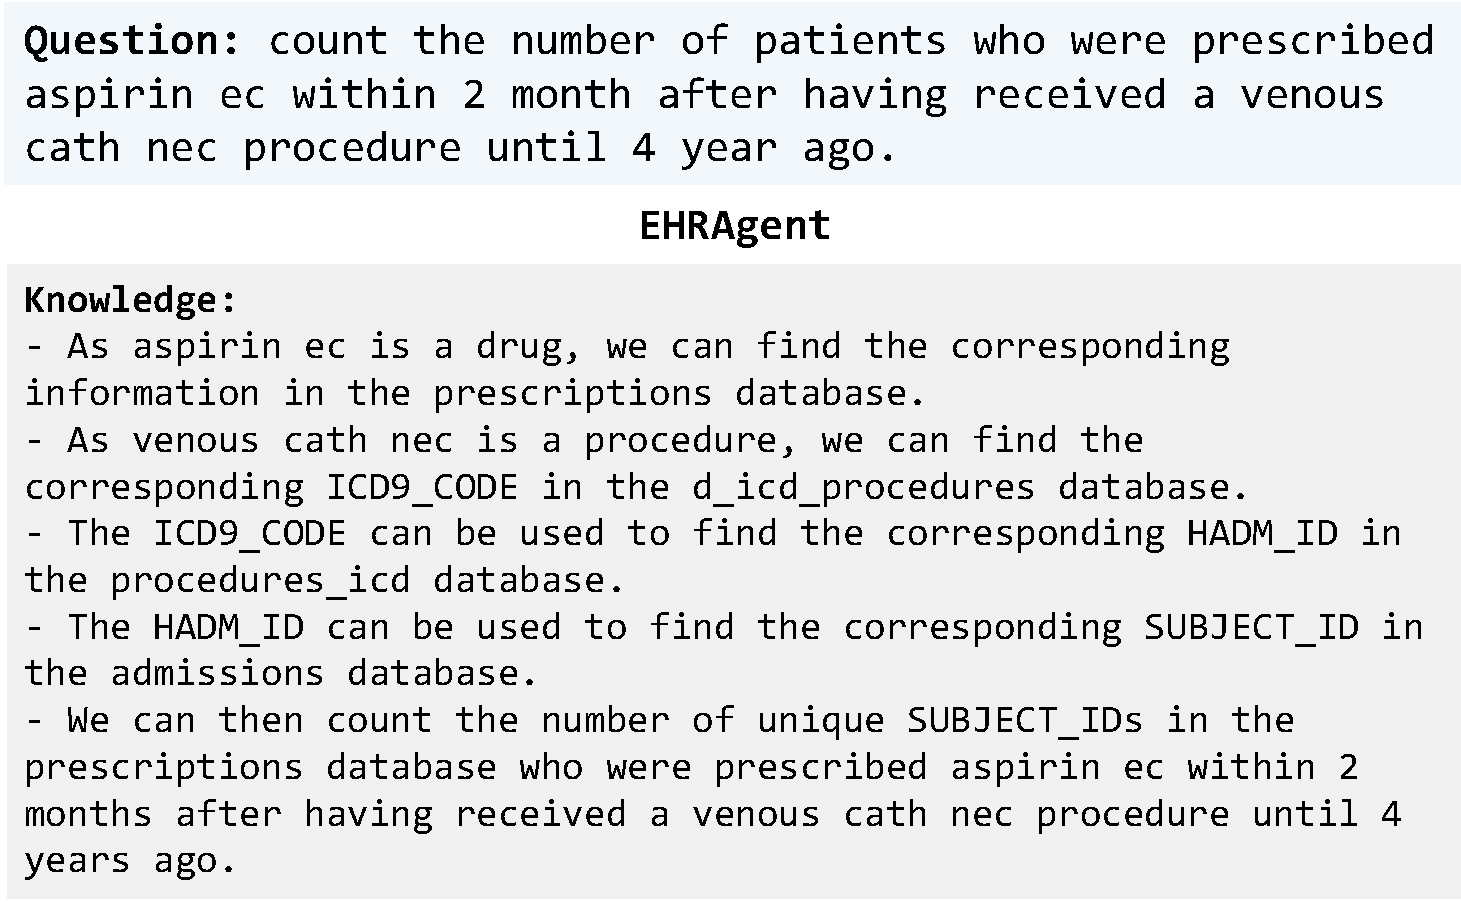 Question: count the number of patients who were prescribed
aspirin ec within 2 month after having received a venous
cath nec procedure until 4 year ago.
EHRAgent
Knowledge:
- As aspirin ec is a drug, we can find the corresponding
information in the prescriptions database.
- As venous cath nec is a procedure, we can find the
corresponding ICD9_CODE in the d_icd_procedures database.
- The ICD9_CODE can be used to find the corresponding HADM_ID in
the procedures_icd database.
- The HADM_ID can be used to find the corresponding SUBJECT_ID in
the admissions database.
- We can then count the number of unique SUBJECT_IDs in the
prescriptions database who were prescribed aspirin ec within 2
months after having received a venous cath nec procedure until 4
years ago.